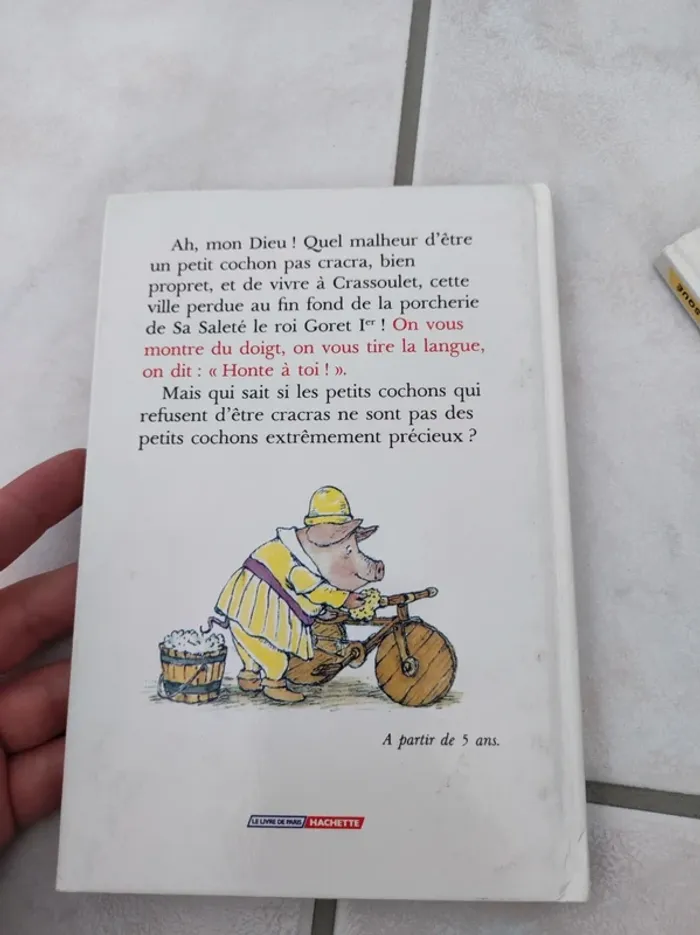 Ah, mon Dieu ! Quel malheur d'être
un petit cochon pas cracra, bien
propret, et de vivre à Crassoulet, cette
ville perdue au fin fond de la porcherie
de Sa Saleté le roi Goret Ier ! On vous
montre du doigt, on vous tire la langue,
on dit : « Honte à toi ! ».
Mais qui sait si les petits cochons qui
refusent d'être cracras ne sont pas des
petits cochons extrêmement précieux ?
A partir de 5 ans.
LE LIVRE DE PARIS HACHETTE